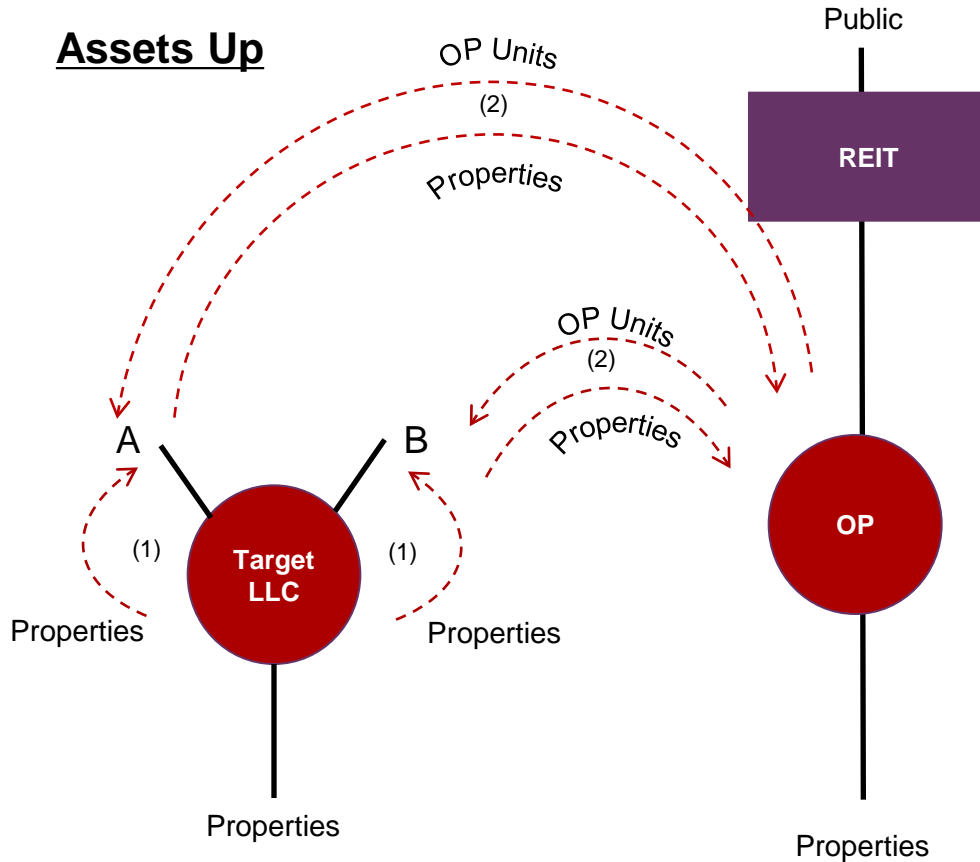 Public
Assets Up
OP Units
(2)
Properties
REIT
OP Units
(2)
Properties
A
B
(1)
(1)
Target
LLC
OP
Properties
Properties
Properties
Properties